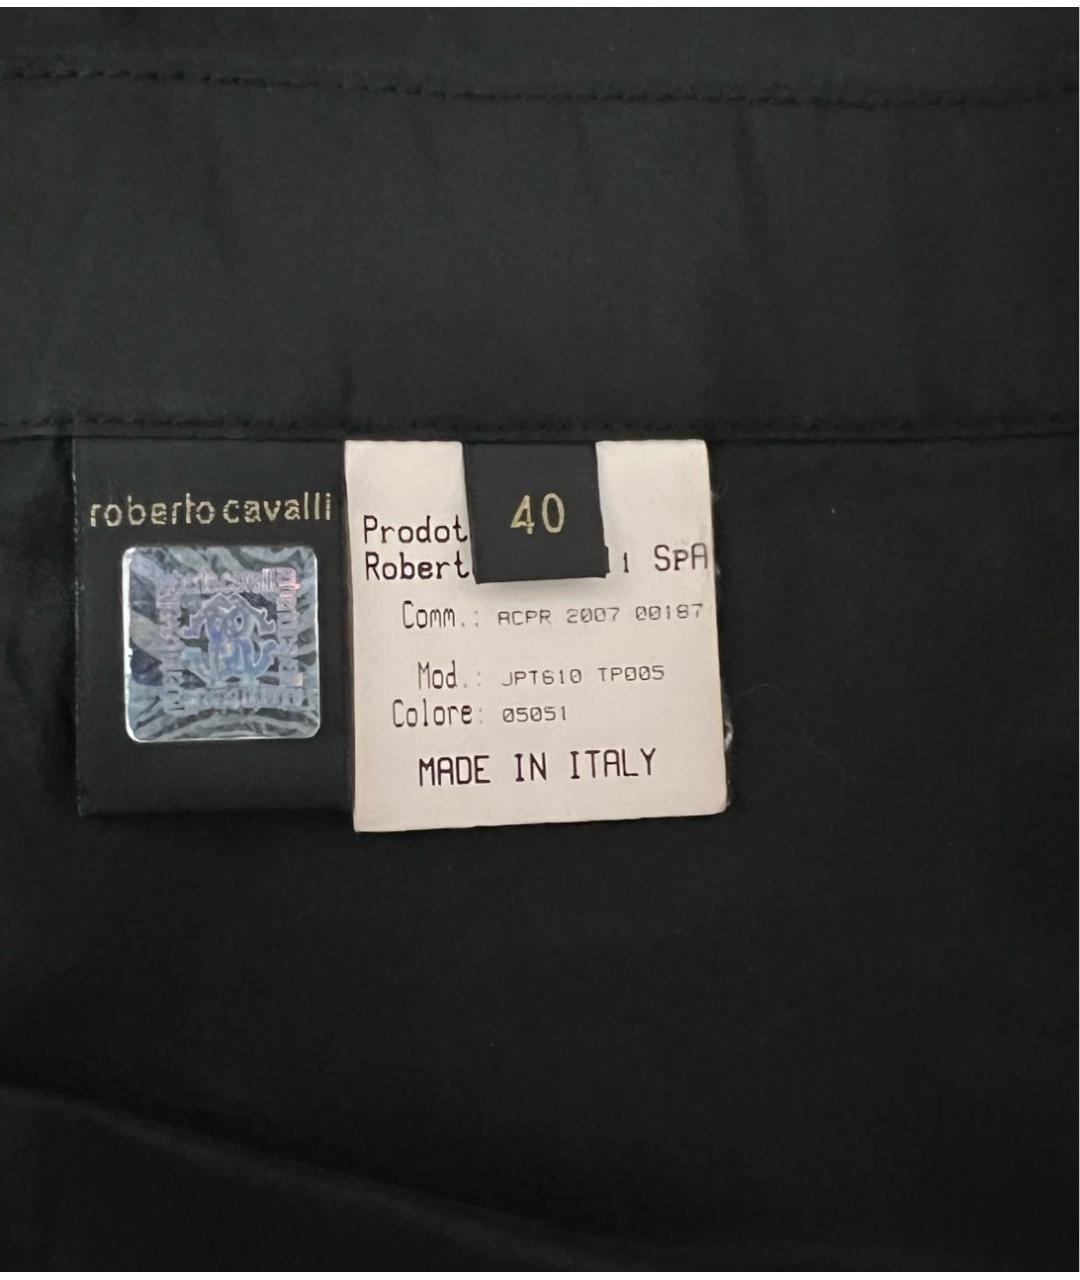 roberto cavalli
40
Prodot
Robert i SpA
Comm.: ACPR 2007 00187
Mod.: JPT610 TP005
Colore: 05051
MADE IN ITALY